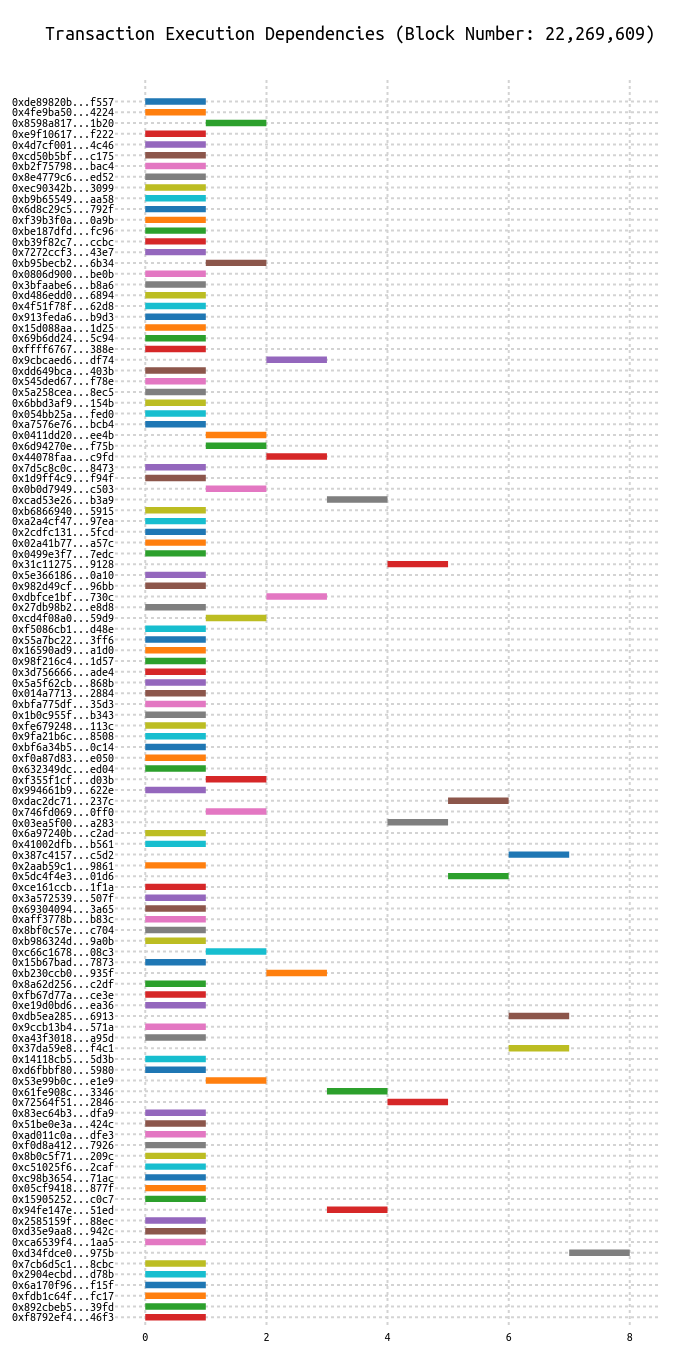 Transaction Execution Dependencies (Block Number: 22,269,609)
0xde89820b...f557
0x4fe9ba50...4224
0x8598a817...1b20
0xe9f10617...f222
0x4d7cf001...4c46
0xcd50b5bf...c175
0xb2f75798...bac4
0x8e4779c6...ed52
0xec90342b...3099
0xb9b65549...aa58
0x6d8c29c5...792f
0xf39b3f0a...0a9b
0xbe187dfd...fc96
0xb39f82c7...ccbc
0x7272ccf3...43e7
0xb95becb2...6b34
0x0806d900...be0b
0x3bfaabe6...b8a6
0xd486edd0...6894
0x4f51f78f...62d8
0x913feda6...b9d3
0x15d088aa...1d25
0x69b6dd24...5c94
0xffff6767...388e
0x9cbcaed6...df74
0xdd649bca...403b
0x545ded67...f78e
0x5a258cea...8ec5
0x6bbd3af9...154b
0x054bb25a...fed0
0xa7576e76...bcb4
0x0411dd20...ee4b
0x6d94270e...f75b
0x44078faa...c9fd
0x7d5c8c0c...8473
0x1d9ff4c9...f94f
0x0b0d7949...c503
0xcad53e26...b3a9
0xb6866940...5915
0xa2a4cf47...97ea
0x2cdfc131...5fcd
0x02a41b77...a57c
0x0499e3f7...7edc
0x31c11275...9128
0x5e366186...0a10
0x982d49cf...96bb
0xdbfce1bf...730c
0x27db98b2...e8d8
0xcd4f08a0...59d9
0xf5086cb1...d48e
0x55a7bc22...3ff6
0x16590ad9...a1d0
0x98f216c4...1d57
0x3d756666...ade4
0x5a5f62cb...868b
0x014a7713...2884
0xbfa775df...35d3
0x1b0c955f...b343
0xfe679248...113c
0x9fa21b6c...8508
0xbf6a34b5...0c14
0xf0a87d83...e050
0x632349dc...ed04
0xf355f1cf...d03b
0x994661b9...622e
0xdac2dc71...237c
0x746fd069...0ff0
0x03ea5f00...a283
0x6a97240b...c2ad
0x41002dfb...b561
0x387c4157...c5d2
0x2aab59c1...9861
0x5dc4f4e3...01d6
0xce161ccb...1f1a
0x3a572539...507f
0x69304094...3a65
0xaff3778b...b83c
0x8bf0c57e...c704
0xb986324d...9a0b
0xc66c1678...08c3
0x15b67bad...7873
0xb230ccb0...935f
0x8a62d256...c2df
0xfb67d77a...ce3e
0xe19d0bd6...ea36
0xdb5ea285...6913
0x9ccb13b4...571a
0xa43f3018...a95d
0x37da59e8...f4c1
0x14118cb5...5d3b
0xd6fbbf80...5980
0x53e99b0c...e1e9
0x61fe908c...3346
0x72564f51...2846
0x83ec64b3...dfa9
0x51be0e3a...424c
0xad011c0a...dfe3
0xf0d8a412...7926
0x8b0c5f71...209c
0xc51025f6...2caf
0xc98b3654...71ac
0x05cf9418...877f
0x15905252...c0c7
0x94fe147e...51ed
0x2585159f...88ec
0xd35e9aa8...942c
0xca6539f4...1aa5
0xd34fdce0...975b
0x7cb6d5c1...8cbc
0x2904ecbd...d78b
0x6a170f96...f15f
0xfdb1c64f...fc17
0x892cbeb5...39fd
0xf8792ef4...46f3
0 2 4 6 8